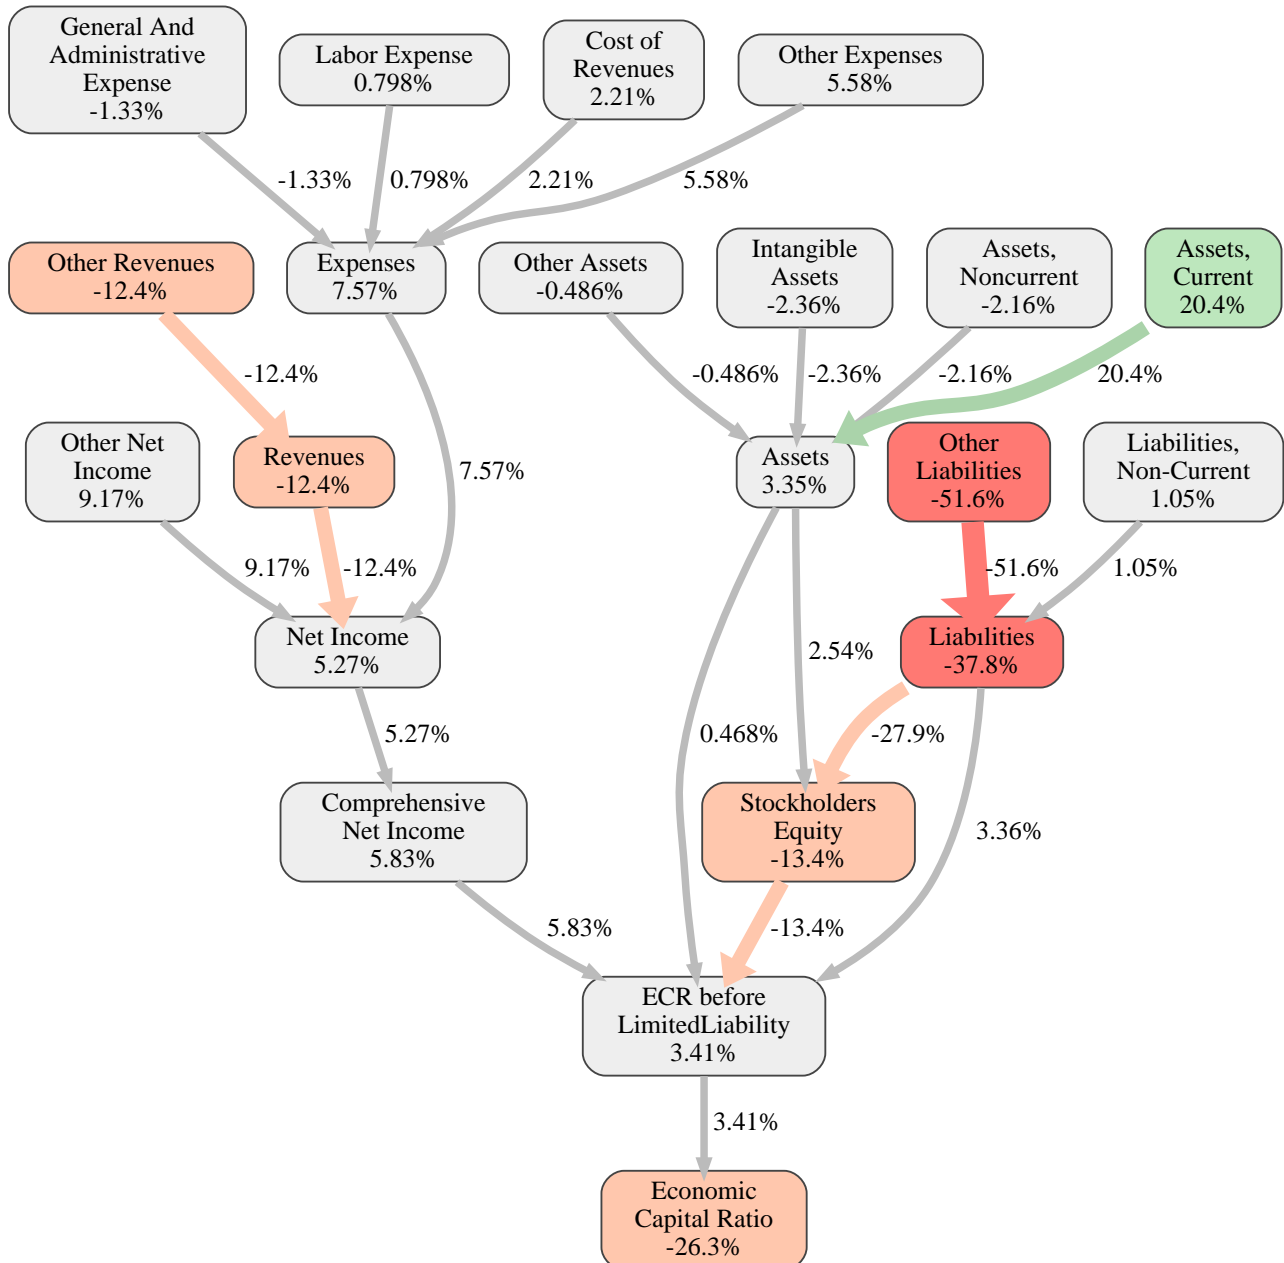 General And
Administrative
Expense
-1.33%
Labor Expense
0.798%
Cost of
Revenues
2.21%
Other Expenses
5.58%
-1.33%
0.798%
2.21%
5.58%
Other Revenues
-12.4%
Expenses
7.57%
Other Assets
-0.486%
Intangible
Assets
-2.36%
Assets,
Noncurrent
-2.16%
Assets,
Current
20.4%
-12.4%
-0.486%
-2.36%
-2.16%
20.4%
Other Net
Income
9.17%
Revenues
-12.4%
7.57%
Assets
3.35%
Other
Liabilities
-51.6%
Liabilities,
Non-Current
1.05%
9.17%
-12.4%
-51.6%
1.05%
Net Income
5.27%
2.54%
Liabilities
-37.8%
5.27%
0.468%
-27.9%
Comprehensive
Net Income
5.83%
Stockholders
Equity
-13.4%
3.36%
5.83%
-13.4%
ECR before
LimitedLiability
3.41%
3.41%
Economic
Capital Ratio
-26.3%